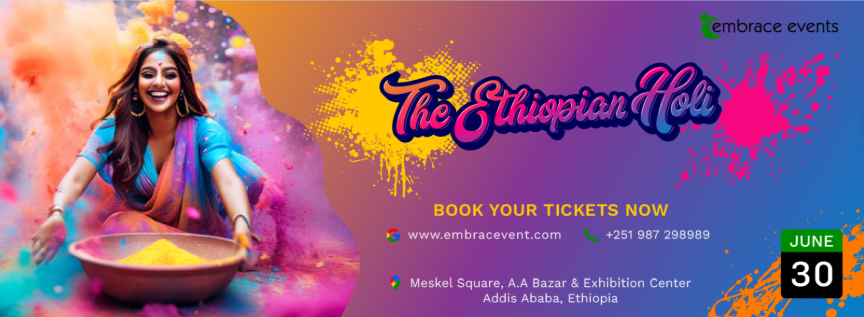 embrace events
The Ethiopian Holi
BOOK YOUR TICKETS NOW
www.embracevent.com
+251 987 298989
Meskel Square, A.A Bazar & Exhibition Center
Addis Ababa, Ethiopia
JUNE
30